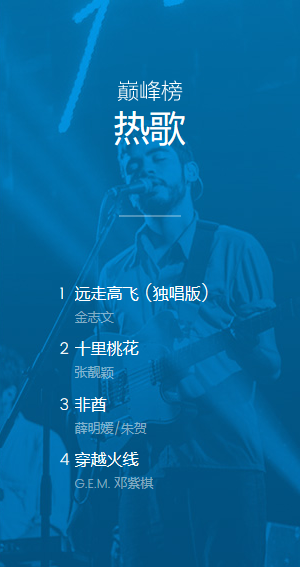 巅峰榜
热歌
1 远走高飞 (独唱版)
金志文
2 十里桃花
张靓颖
3 非酋
薛明媛/朱贺
4 穿越火线
G.E.M. 邓紫棋